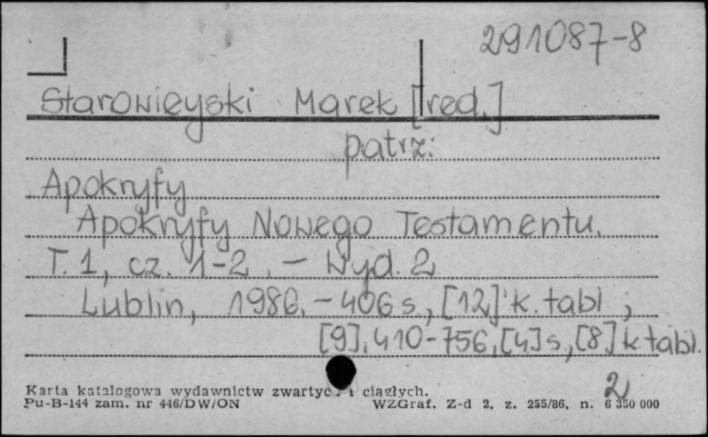 291087-8
Starowieyski Marek [red.]
patrz:
Apokryfy
Apokryfy Nowego Testamentu.
T. 1, cz. 1-2. - Wyd. 2
Lublin, 1986. - 406 s., [12] k. tabl ;
[9], 410-756, [4] s, [8] k tabl.
2
Karta katalogowa wydawnictw zwartyc i ciągłych.
Pu-B-144 zam. nr 446/DW/ON WZGraf. Z-d 2, z. 255/86, n. 6 350 000